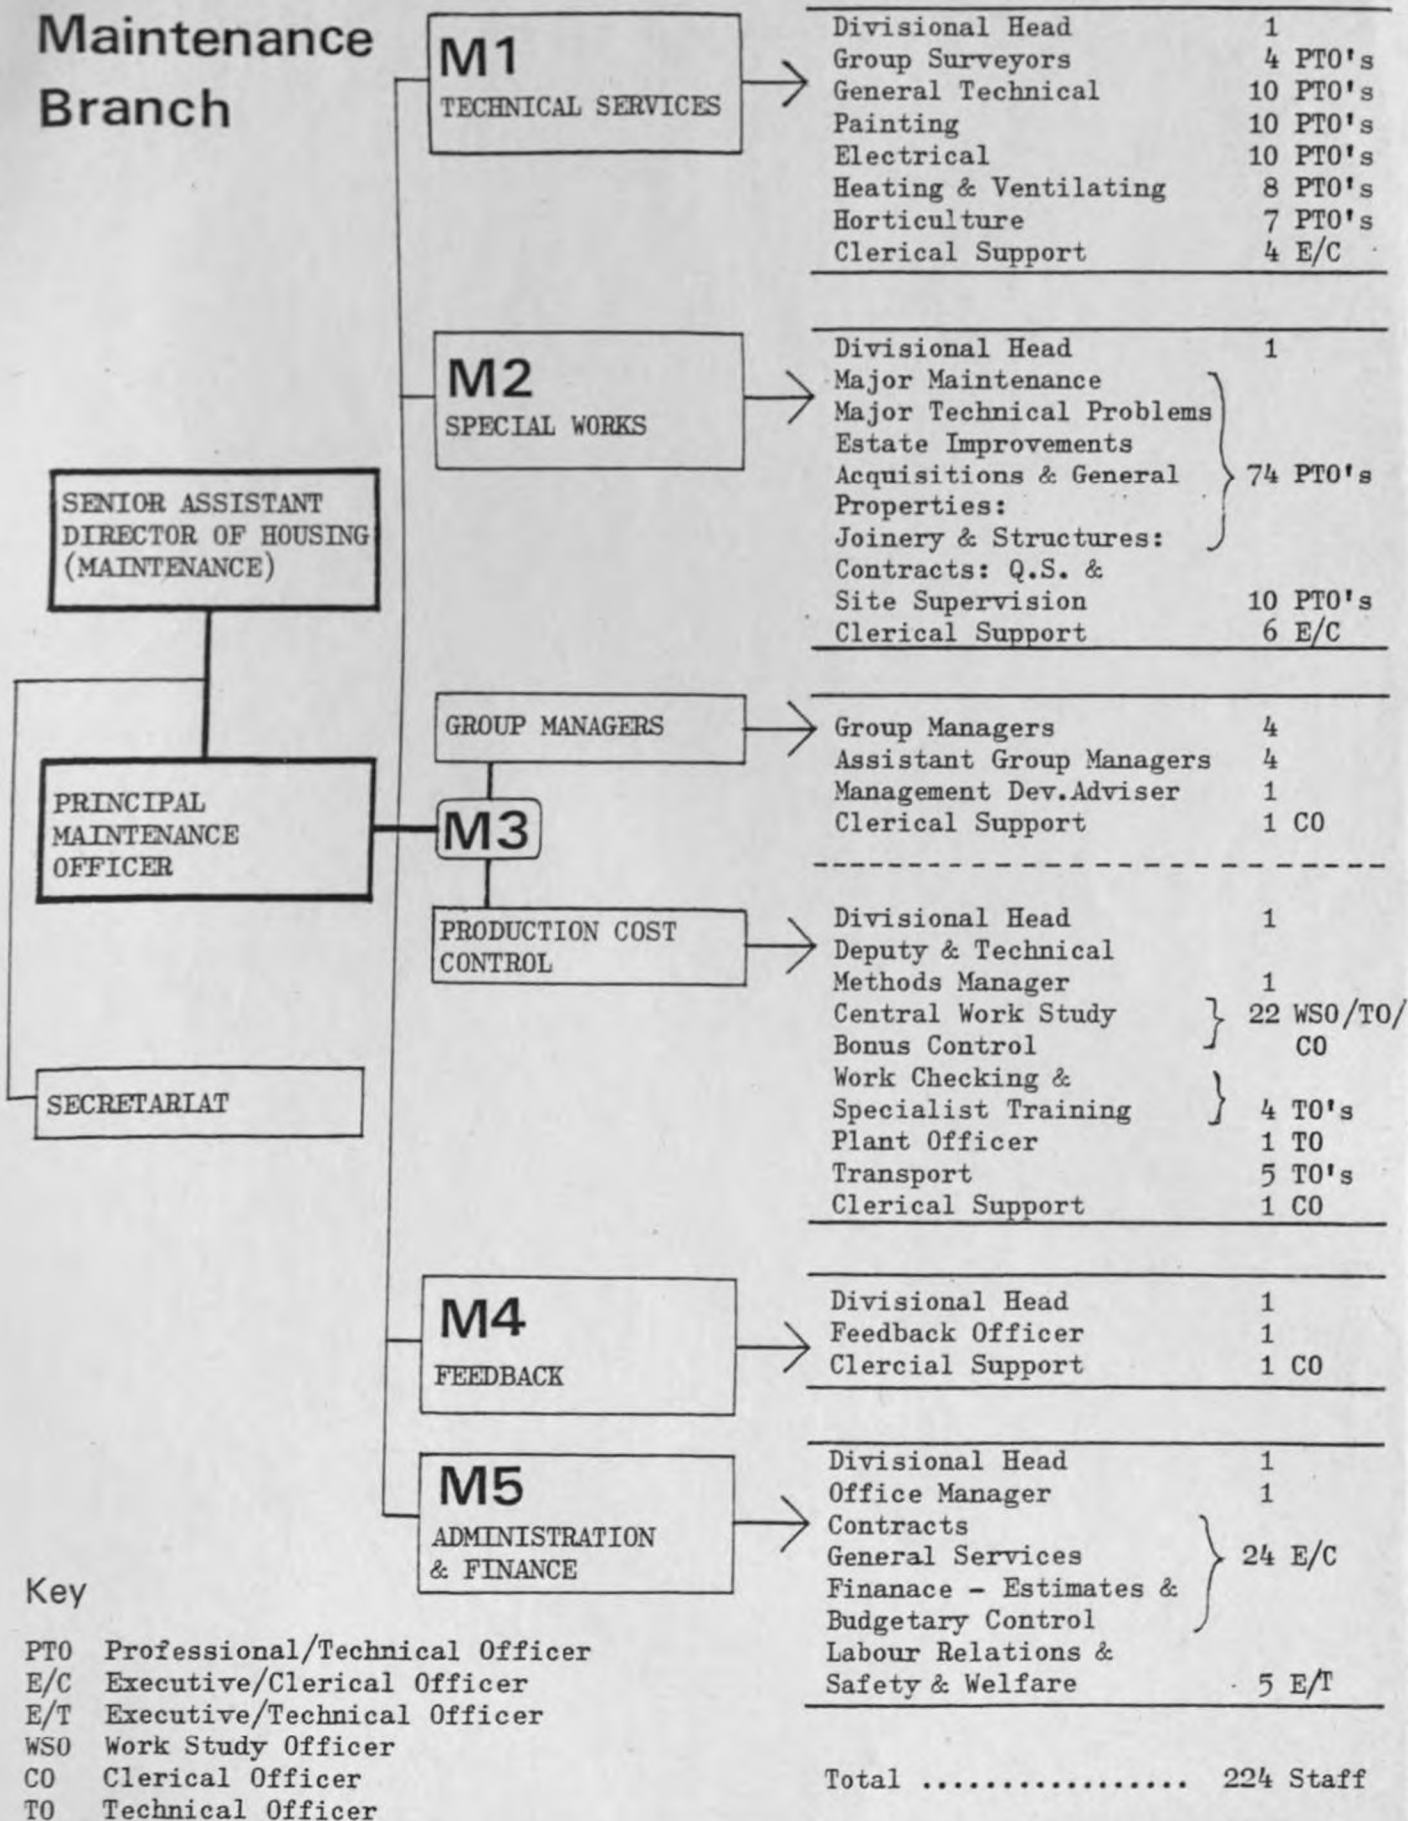 Maintenance
Branch
M1
TECHNICAL SERVICES
Divisional Head 1
Group Surveyors 4 PTO's
General Technical 10 PTO's
Painting 10 PTO's
Electrical 10 PTO's
Heating & Ventilating 8 PTO's
Horticulture 7 PTO's
Clerical Support 4 E/C
M2
SPECIAL WORKS
Divisional Head 1
Major Maintenance
Major Technical Problems
Estate Improvements
Acquisitions & General 74 PTO's
Properties:
Joinery & Structures:
Contracts: Q.S. &
Site Supervision 10 PTO's
Clerical Support 6 E/C
SENIOR ASSISTANT
DIRECTOR OF HOUSING
(MAINTENANCE)
PRINCIPAL
MAINTENANCE
OFFICER
SECRETARIAT
GROUP MANAGERS
M3
PRODUCTION COST
CONTROL
Group Managers 4
Assistant Group Managers 4
Management Dev.Adviser 1
Clerical Support 1 CO
Divisional Head 1
Deputy & Technical
Methods Manager 1
Central Work Study 22 WSO/TO/
Bonus Control CO
Work Checking &
Specialist Training 4 TO's
Plant Officer 1 TO
Transport 5 TO's
Clerical Support 1 CO
M4
FEEDBACK
Divisional Head 1
Feedback Officer 1
Clercial Support 1 CO
M5
ADMINISTRATION
& FINANCE
Divisional Head 1
Office Manager 1
Contracts
General Services 24 E/C
Finanace - Estimates &
Budgetary Control
Labour Relations &
Safety & Welfare 5 E/T
Key
PTO Professional/Technical Officer
E/C Executive/Clerical Officer
E/T Executive/Technical Officer
WSO Work Study Officer
CO Clerical Officer
TO Technical Officer
Total ................. 224 Staff